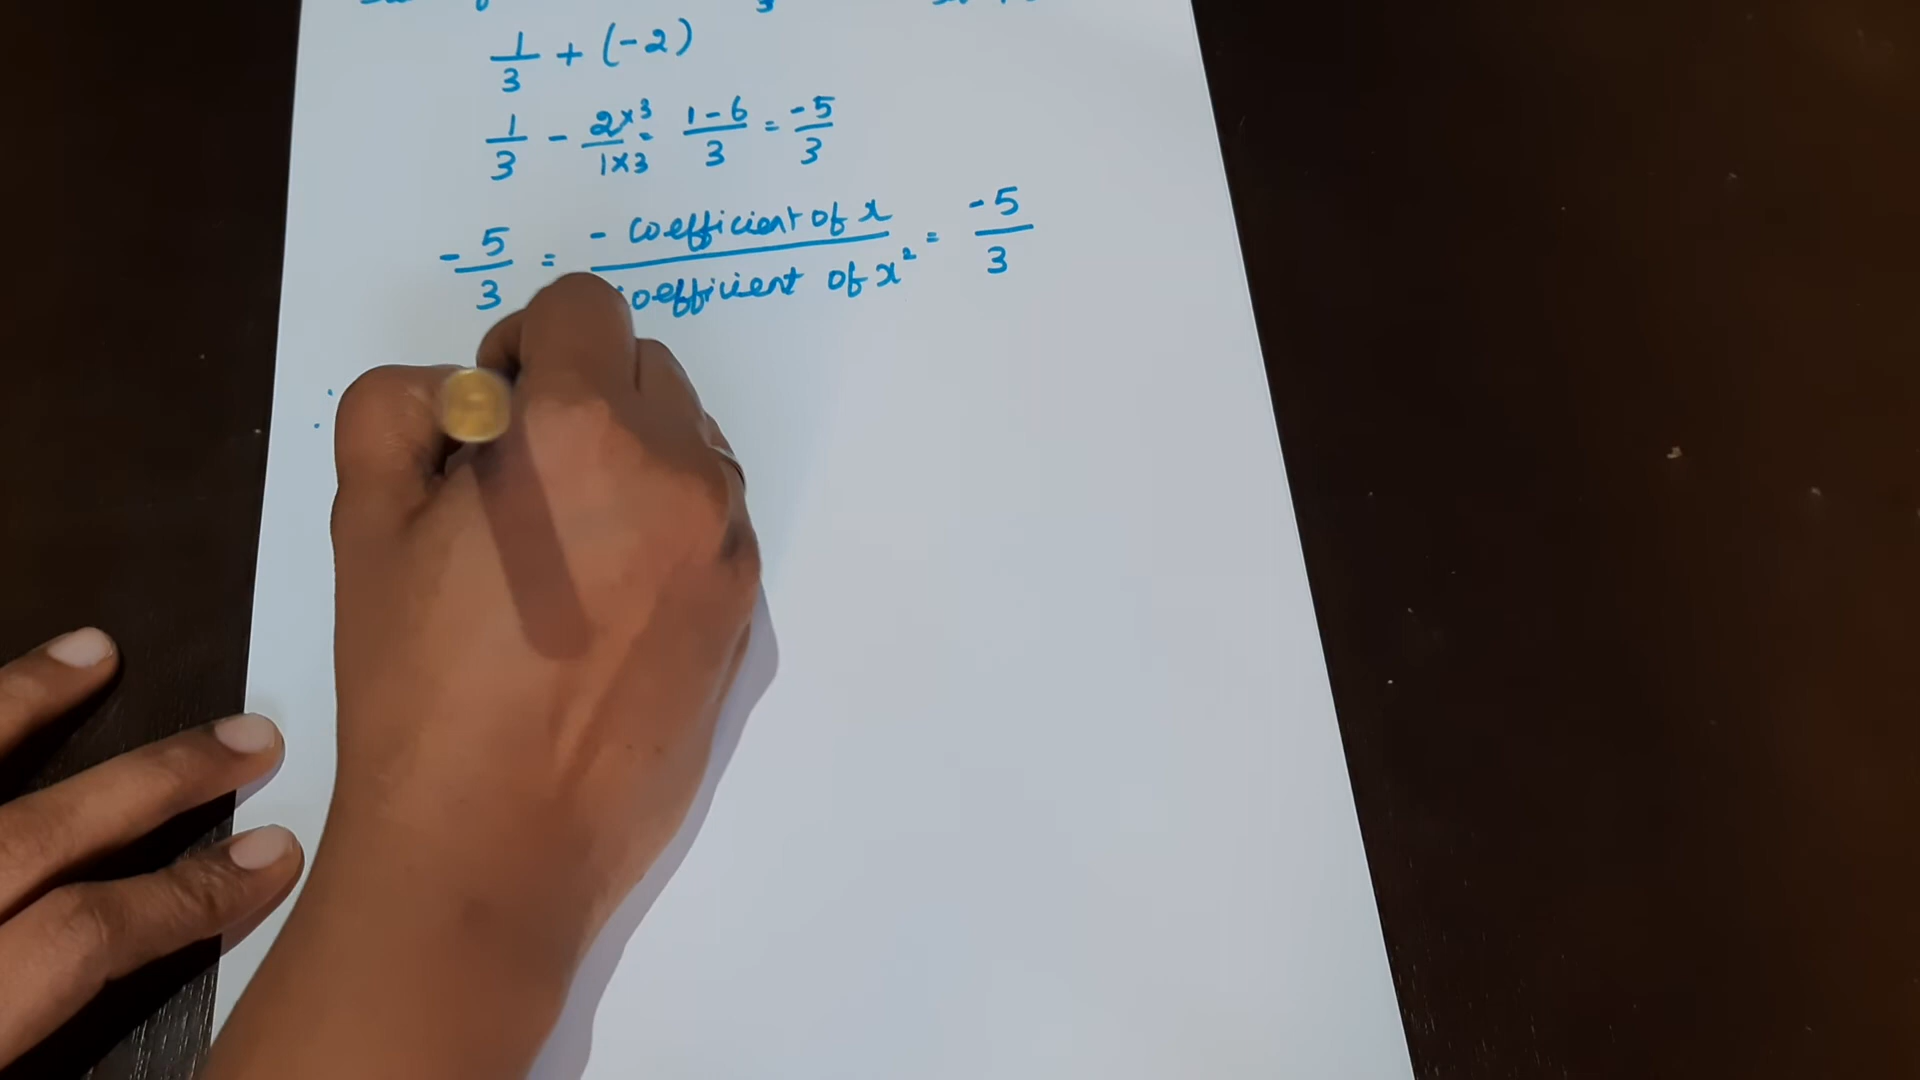 1/3 + (-2)
1/3 - 2×3/1×3 = 1-6/3 = -5/3
-5/3 = - coefficient of x/coefficient of x² = -5/3
∴